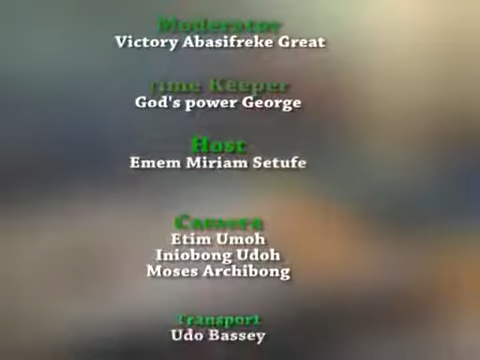 Moderator
Victory Abasifreke Great
Time Keeper
God's power George
Host
Emem Miriam Setufe
Camera
Etim Umoh
Iniobong Udoh
Moses Archibong
Transport
Udo Bassey